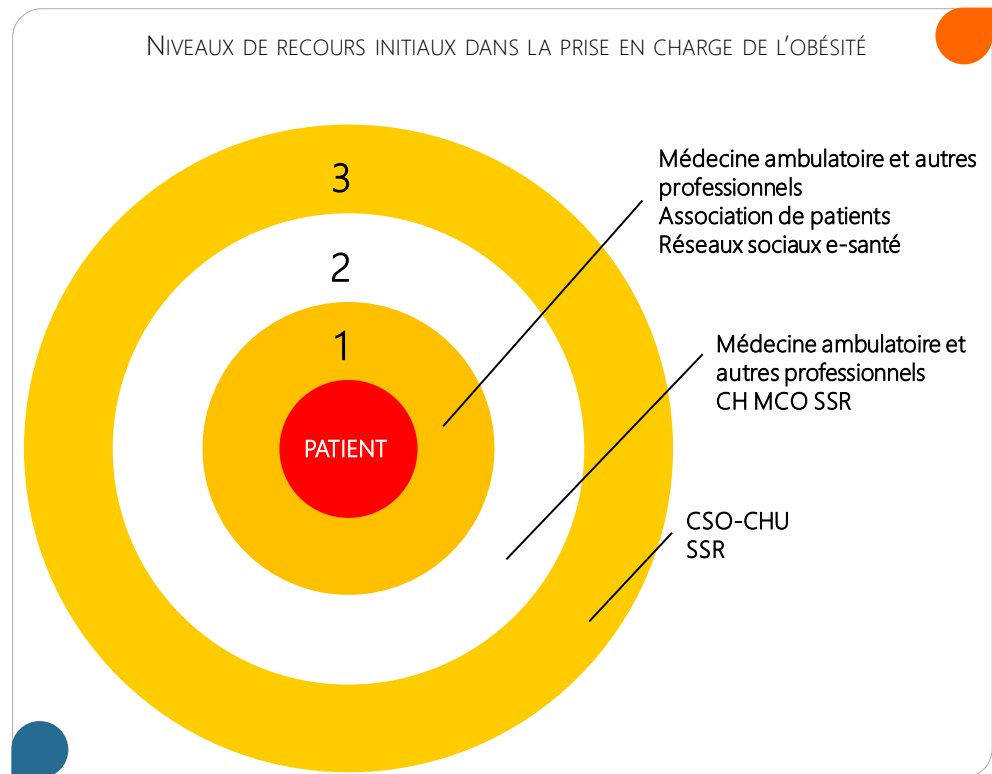 NIVEAUX DE RECOURS INITIAUX DANS LA PRISE EN CHARGE DE L'OBÉSITÉ
3
2
1
PATIENT
Médecine ambulatoire et autres
professionnels
Association de patients
Réseaux sociaux e-santé
Médecine ambulatoire et
autres professionnels
CH MCO SSR
CSO-CHU
SSR